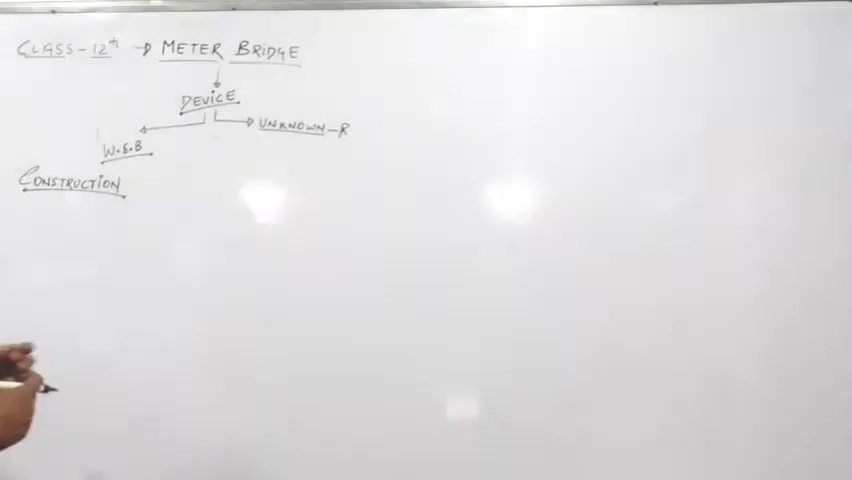 CLASS-12th → METER BRIDGE
DEVICE
UNKNOWN-R
W.S.B
CONSTRUCTION